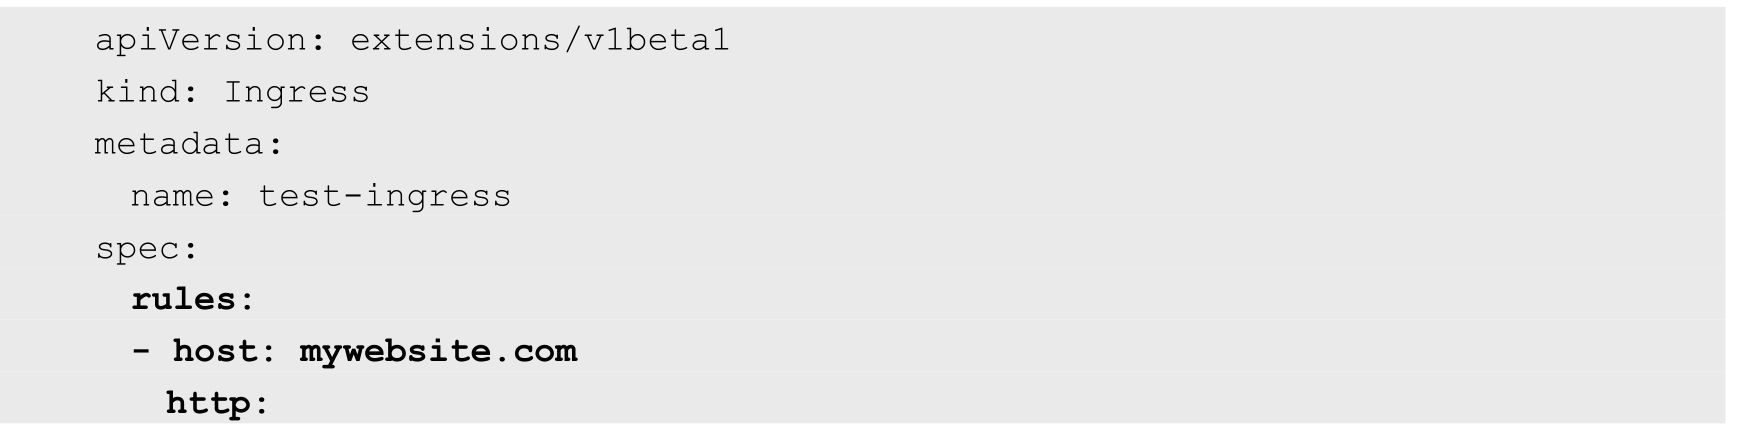 apiVersion: extensions/v1beta1
kind: Ingress
metadata:
  name: test-ingress
spec:
  rules:
  - host: mywebsite.com
    http: